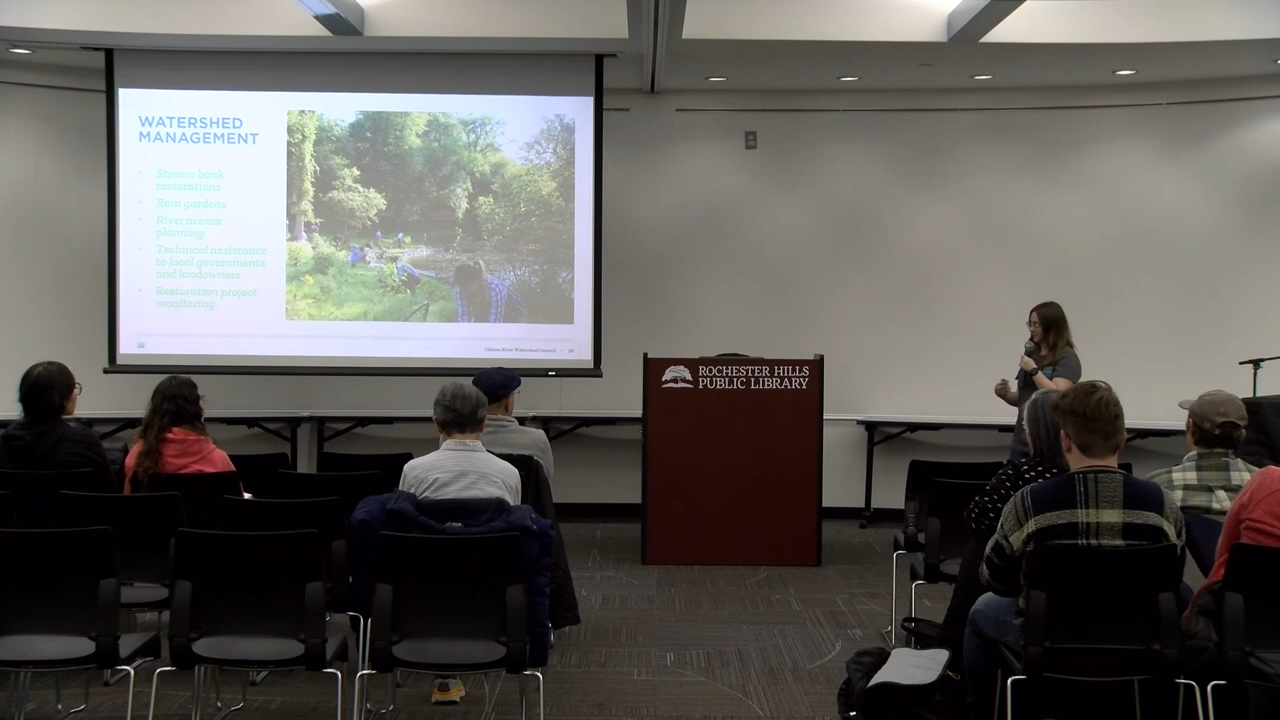 WATERSHED
MANAGEMENT
• Stream bank
restorations
• Rain gardens
• River access
planning
• Technical assistance
to local governments
and landowners
• Restoration project
monitoring
Clinton River Watershed Council /
ROCHESTER HILLS
PUBLIC LIBRARY